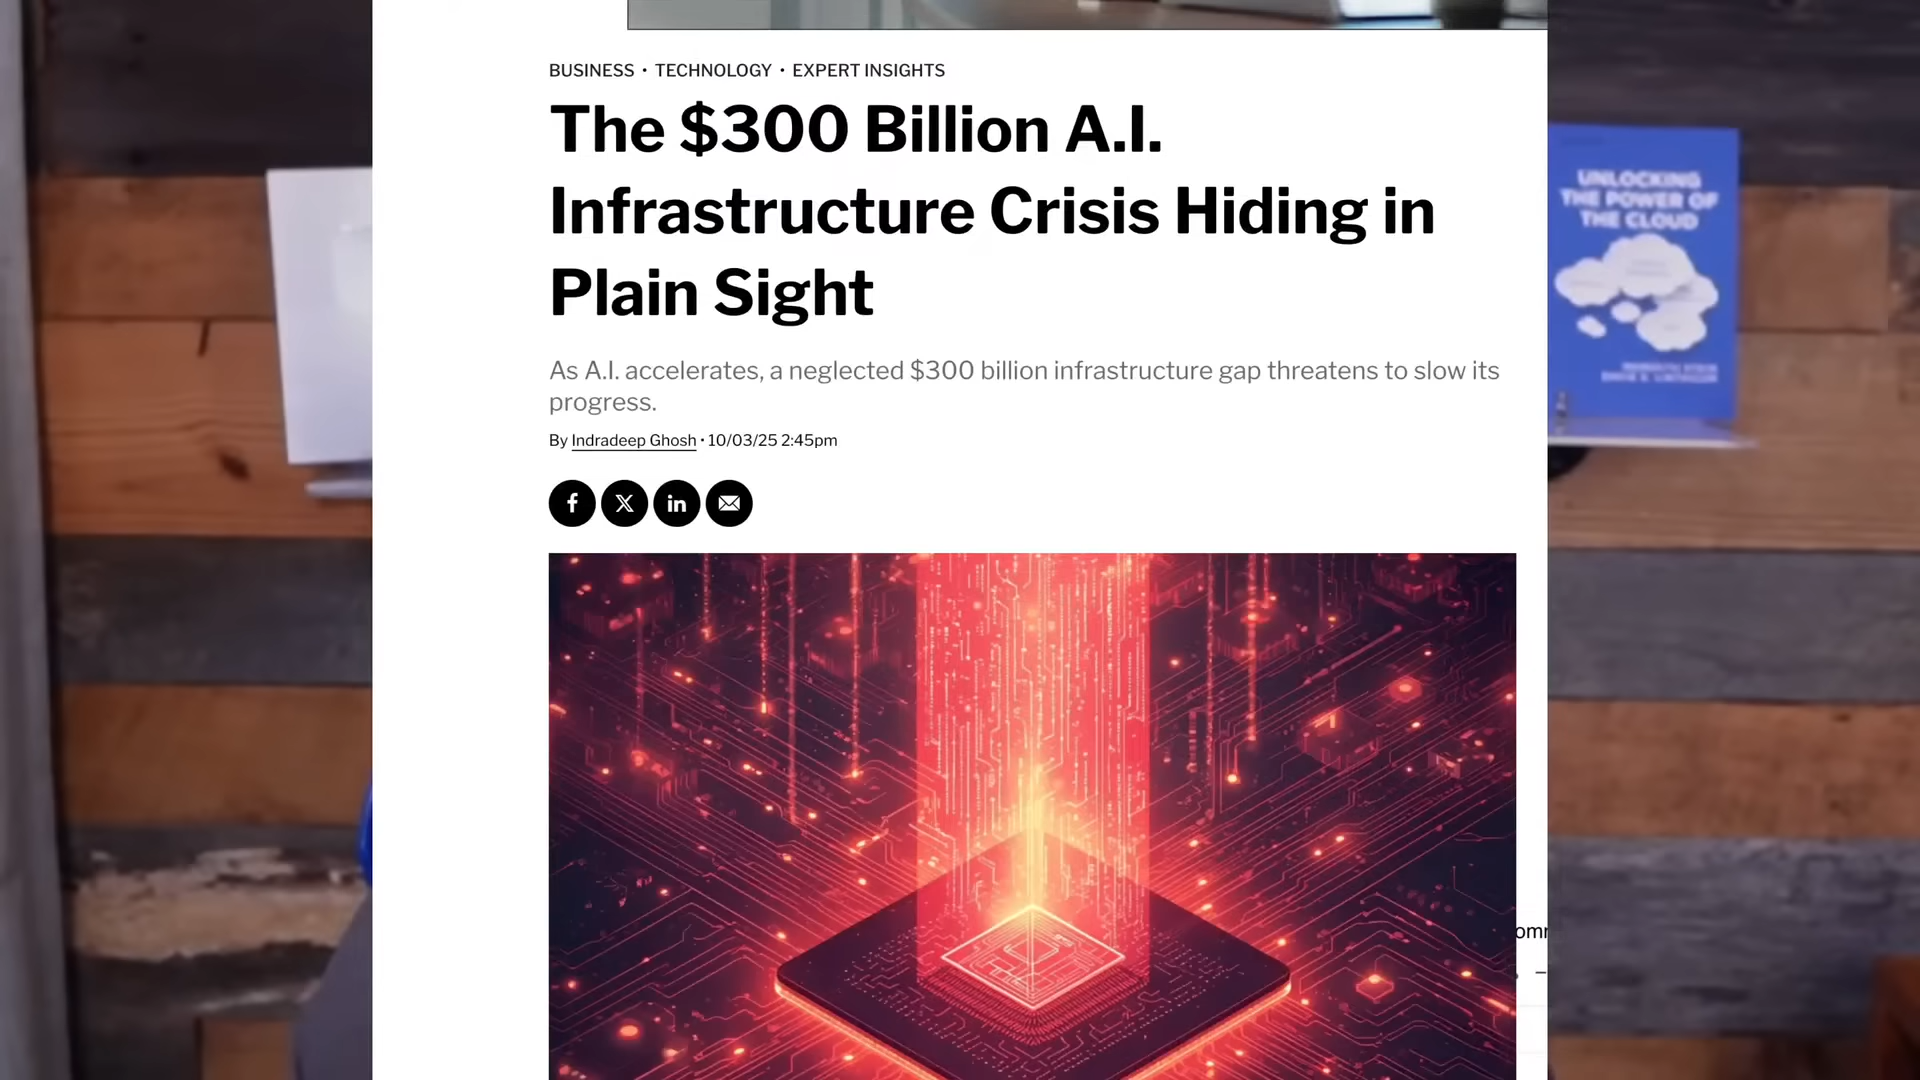 BUSINESS • TECHNOLOGY • EXPERT INSIGHTS
The $300 Billion A.I.
Infrastructure Crisis Hiding in
Plain Sight
As A.I. accelerates, a neglected $300 billion infrastructure gap threatens to slow its
progress.
By Indradeep Ghosh • 10/03/25 2:45pm
UNLOCKING
THE POWER OF
THE CLOUD